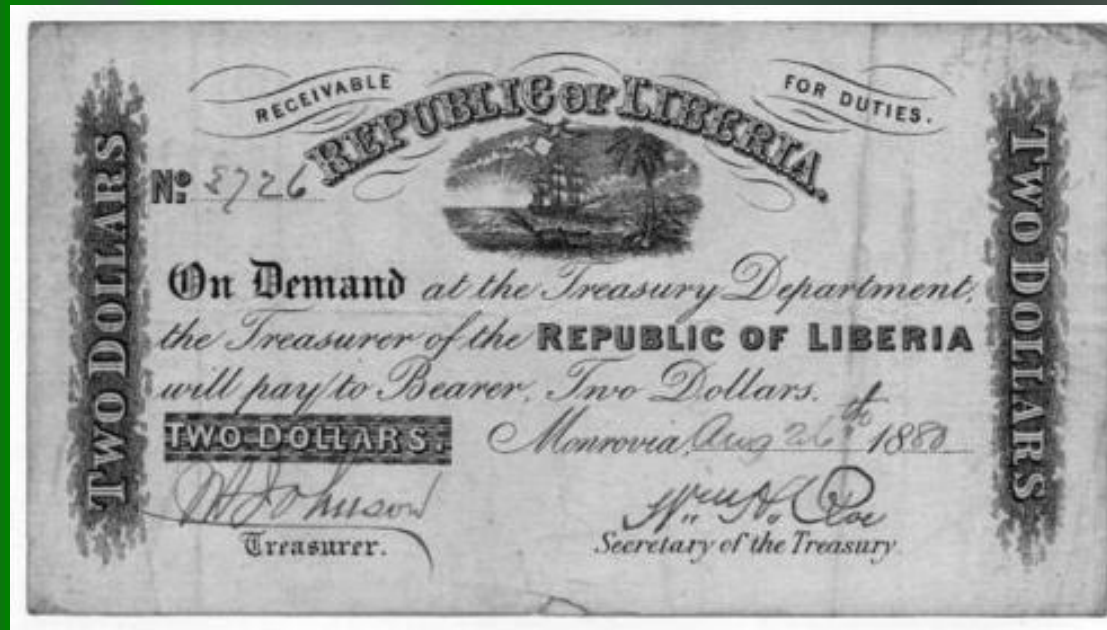 RECEIVABLE FOR DUTIES.
REPUBLIC OF LIBERIA.
No: 8726
TWO DOLLARS
TWO DOLLARS
On Demand at the Treasury Department,
the Treasurer of the REPUBLIC OF LIBERIA
will pay to Bearer, Two Dollars.
TWO DOLLARS. Monrovia, Aug 26th 1880
Johnson
Treasurer. Secretary of the Treasury